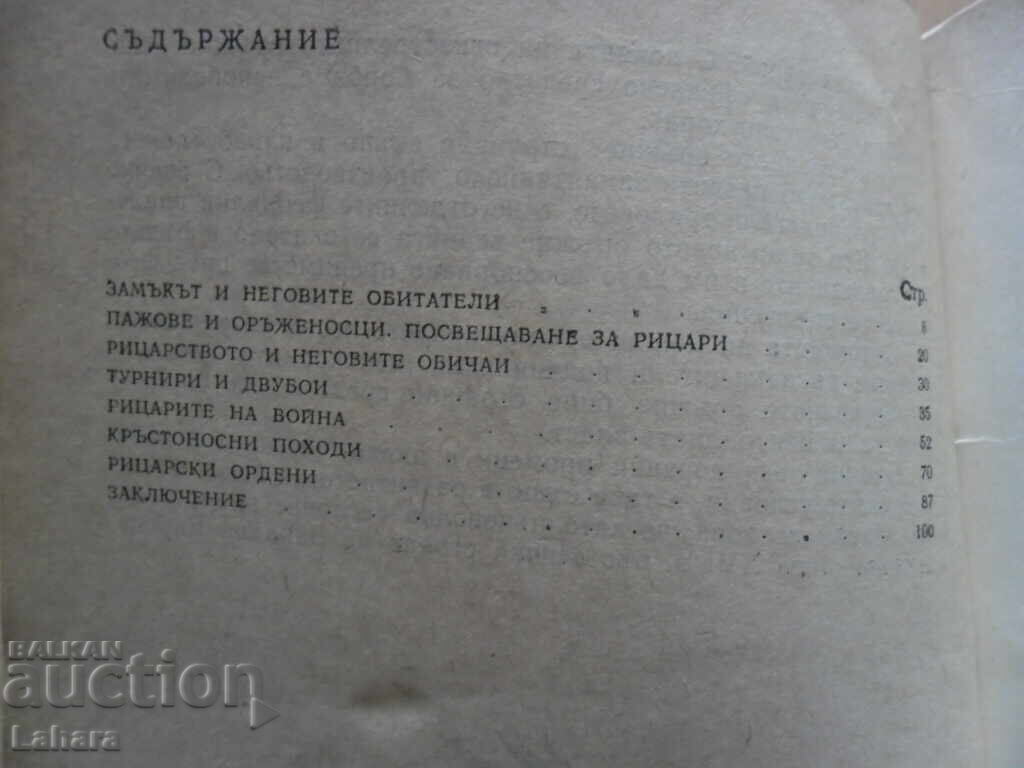 СЪДЪРЖАНИЕ
Стр.
ЗАМЪКЪТ И НЕГОВИТЕ ОБИТАТЕЛИ
ПАЖОВЕ И ОРЪЖЕНОСЦИ. ПОСВЕЩАВАНЕ ЗА РИЦАРИ . . . . 20
РИЦАРСТВОТО И НЕГОВИТЕ ОБИЧАИ . . . . 30
ТУРНИРИ И ДВУБОИ . . . . 35
РИЦАРИТЕ НА ВОЙНА . . . . 52
КРЪСТОНОСНИ ПОХОДИ . . . . 70
РИЦАРСКИ ОРДЕНИ . . . . 87
ЗАКЛЮЧЕНИЕ . . . . 100
BALKAN
auction
Lahara